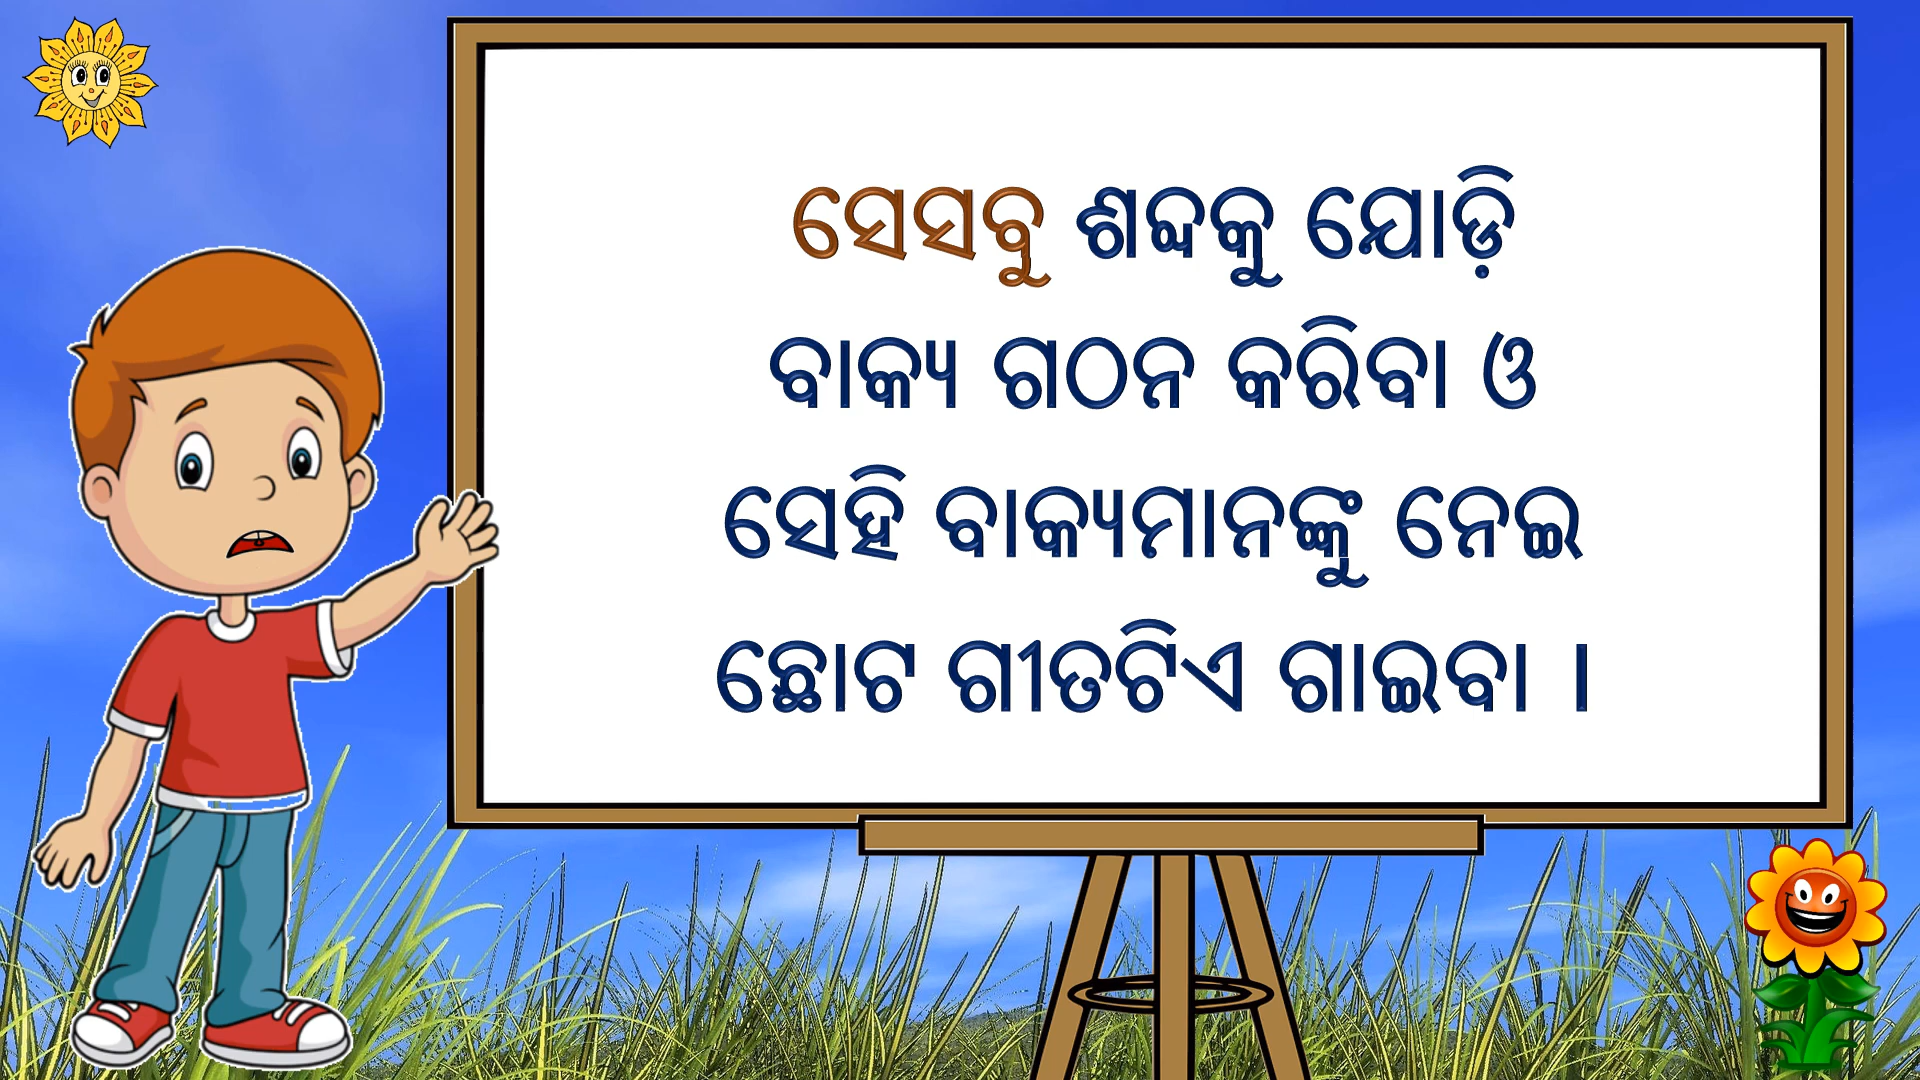 ସେସବୁ ଶବ୍ଦକୁ ଯୋଡ଼ି
ବାକ୍ୟ ଗଠନ କରିବା ଓ
ସେହି ବାକ୍ୟମାନଙ୍କୁ ନେଇ
ଛୋଟ ଗୀତଟିଏ ଗାଇବା ।